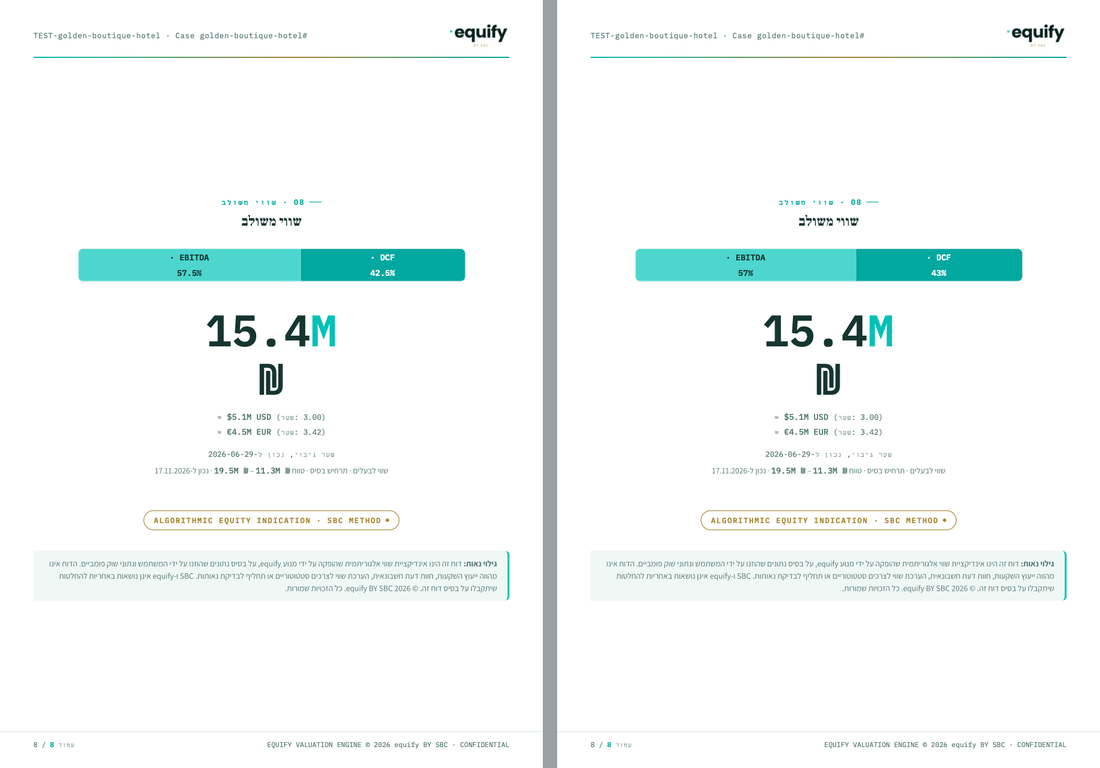 TEST-golden-boutique-hotel · Case golden-boutique-hotel#
equify
BY SBC
08 · שווי משולב
שווי משולב
· EBITDA
57.5%
· DCF
42.5%
15.4M
₪
≈ $5.1M USD (שער: 3.00)
≈ €4.5M EUR (שער: 3.42)
שער גיבוי, נכון ל-2026-06-29
שווי לבעלים · תרחיש בסיס · טווח ₪ 11.3M – ₪ 19.5M · נכון ל-17.11.2026
ALGORITHMIC EQUITY INDICATION · SBC METHOD
גילוי נאות: דוח זה הינו אינדיקציית שווי אלגוריתמית שהופקה על ידי מנוע equify, על בסיס נתונים שהוזנו על ידי המשתמש ונתוני שוק פומביים. הדוח אינו
מהווה ייעוץ השקעות, חוות דעת חשבונאית, הערכת שווי לצרכים סטטוטוריים או תחליף לבדיקת נאותות. SBC ו-equify אינן נושאות באחריות להחלטות
שיתקבלו על בסיס דוח זה. © 2026 equify BY SBC. כל הזכויות שמורות.
עמוד 8 / 8
EQUIFY VALUATION ENGINE © 2026 equify BY SBC · CONFIDENTIAL
TEST-golden-boutique-hotel · Case golden-boutique-hotel#
equify
BY SBC
08 · שווי משולב
שווי משולב
· EBITDA
57%
· DCF
43%
15.4M
₪
≈ $5.1M USD (שער: 3.00)
≈ €4.5M EUR (שער: 3.42)
שער גיבוי, נכון ל-2026-06-29
שווי לבעלים · תרחיש בסיס · טווח ₪ 11.3M – ₪ 19.5M · נכון ל-17.11.2026
ALGORITHMIC EQUITY INDICATION · SBC METHOD
גילוי נאות: דוח זה הינו אינדיקציית שווי אלגוריתמית שהופקה על ידי מנוע equify, על בסיס נתונים שהוזנו על ידי המשתמש ונתוני שוק פומביים. הדוח אינו
מהווה ייעוץ השקעות, חוות דעת חשבונאית, הערכת שווי לצרכים סטטוטוריים או תחליף לבדיקת נאותות. SBC ו-equify אינן נושאות באחריות להחלטות
שיתקבלו על בסיס דוח זה. © 2026 equify BY SBC. כל הזכויות שמורות.
עמוד 8 / 8
EQUIFY VALUATION ENGINE © 2026 equify BY SBC · CONFIDENTIAL